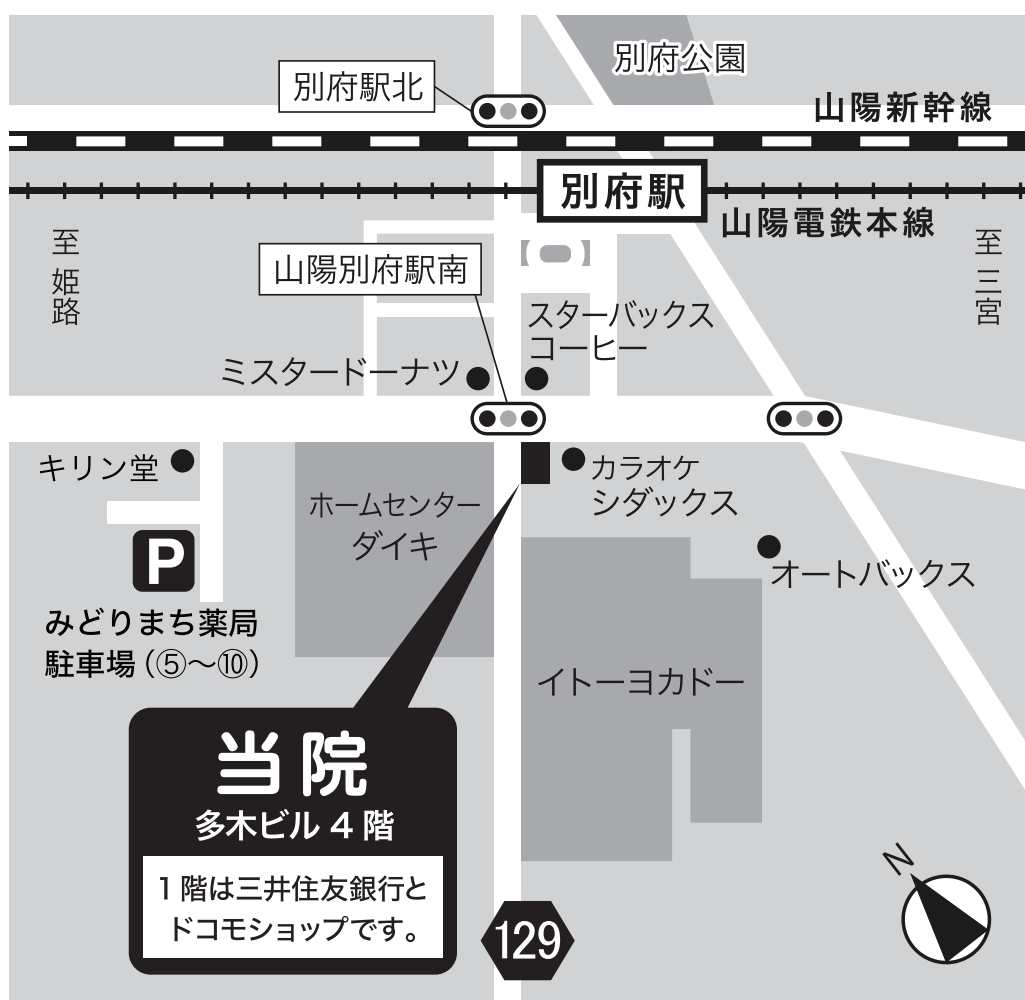 別府公園
別府駅北
山陽新幹線
別府駅
山陽電鉄本線
至 姫路
至 三宮
山陽別府駅南
スターバックス
コーヒー
ミスタードーナツ
キリン堂
カラオケ
シダックス
ホームセンター
ダイキ
オートバックス
P
みどりまち薬局
駐車場(⑤〜⑩)
イトーヨカドー
当院
多木ビル4階
1階は三井住友銀行と
ドコモショップです。
129
N